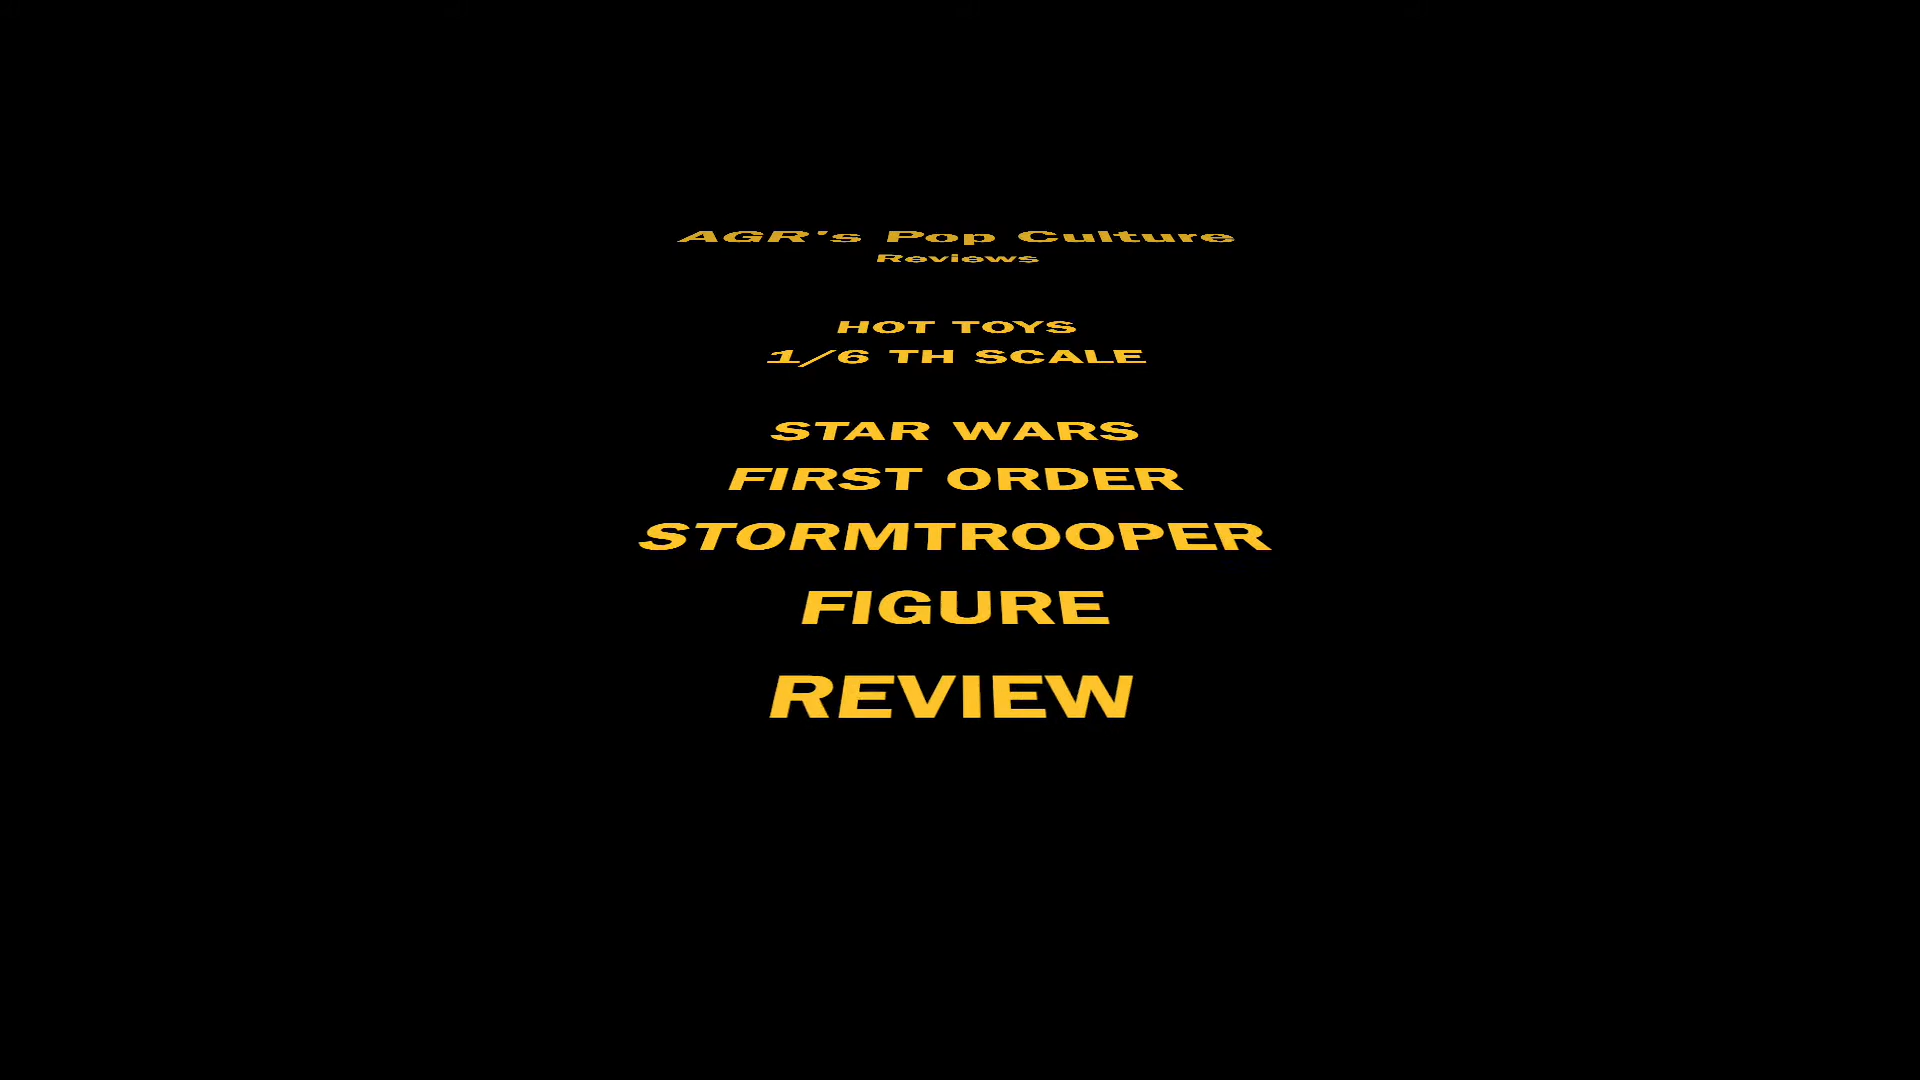 AGR's Pop Culture
Reviews
HOT TOYS
1/6 TH SCALE
STAR WARS
FIRST ORDER
STORMTROOPER
FIGURE
REVIEW